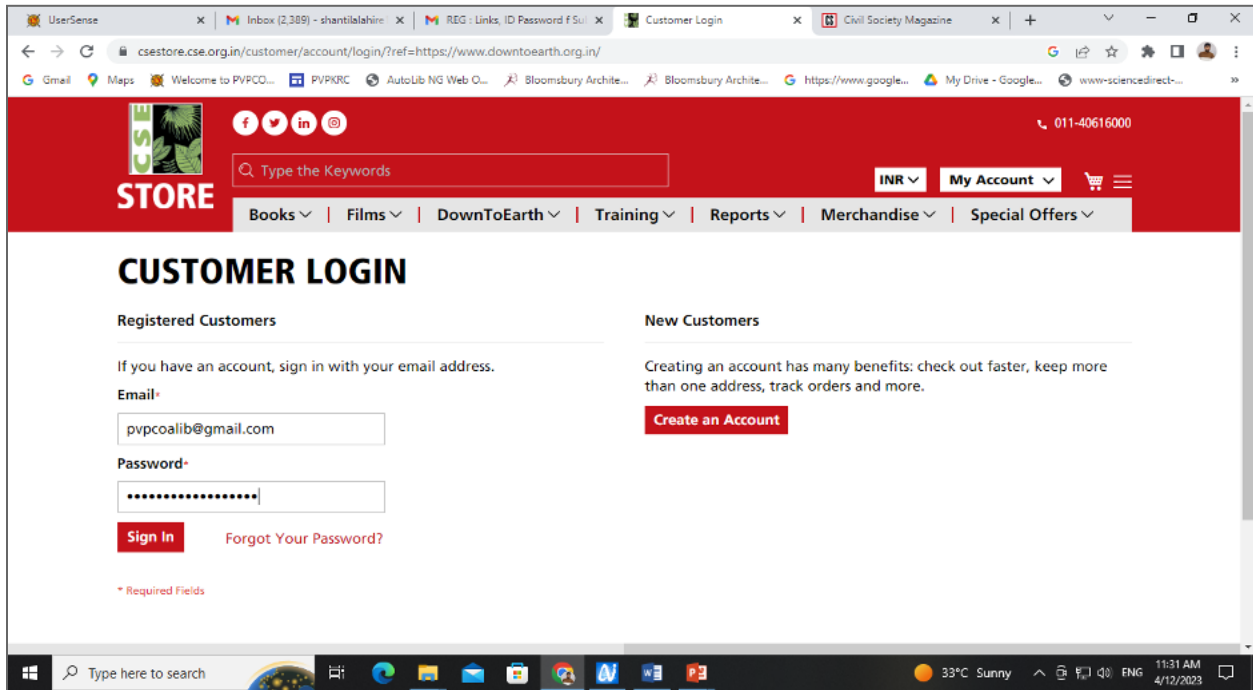 UserSense
Inbox (2,389) - shantilalahire
REG : Links, ID Password f Sul
Customer Login
Civil Society Magazine
csestore.cse.org.in/customer/account/login/?ref=https://www.downtoearth.org.in/
Gmail Maps Welcome to PVPCO... PVPKRC AutoLib NG Web O... Bloomsbury Archite... Bloomsbury Archite... https://www.google... My Drive - Google... www-sciencedirect-...
CSE
STORE
011-40616000
Type the Keywords
INR My Account
Books | Films | DownToEarth | Training | Reports | Merchandise | Special Offers
CUSTOMER LOGIN
Registered Customers
If you have an account, sign in with your email address.
Email*
pvpcoalib@gmail.com
Password*
••••••••••••••••••
Sign In Forgot Your Password?
* Required Fields
New Customers
Creating an account has many benefits: check out faster, keep more
than one address, track orders and more.
Create an Account
Type here to search
33°C Sunny
ENG
11:31 AM
4/12/2023